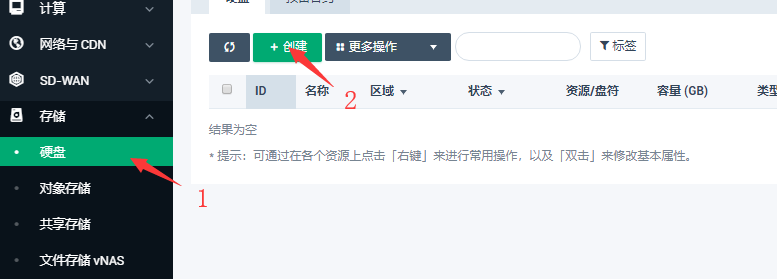 计算
网络与 CDN
SD-WAN
存储
硬盘
对象存储
共享存储
文件存储 vNAS
+ 创建
更多操作
标签
ID 名称 区域 状态 资源/盘符 容量 (GB) 类型
结果为空
* 提示：可通过在各个资源上点击「右键」来进行常用操作，以及「双击」来修改基本属性。
1
2